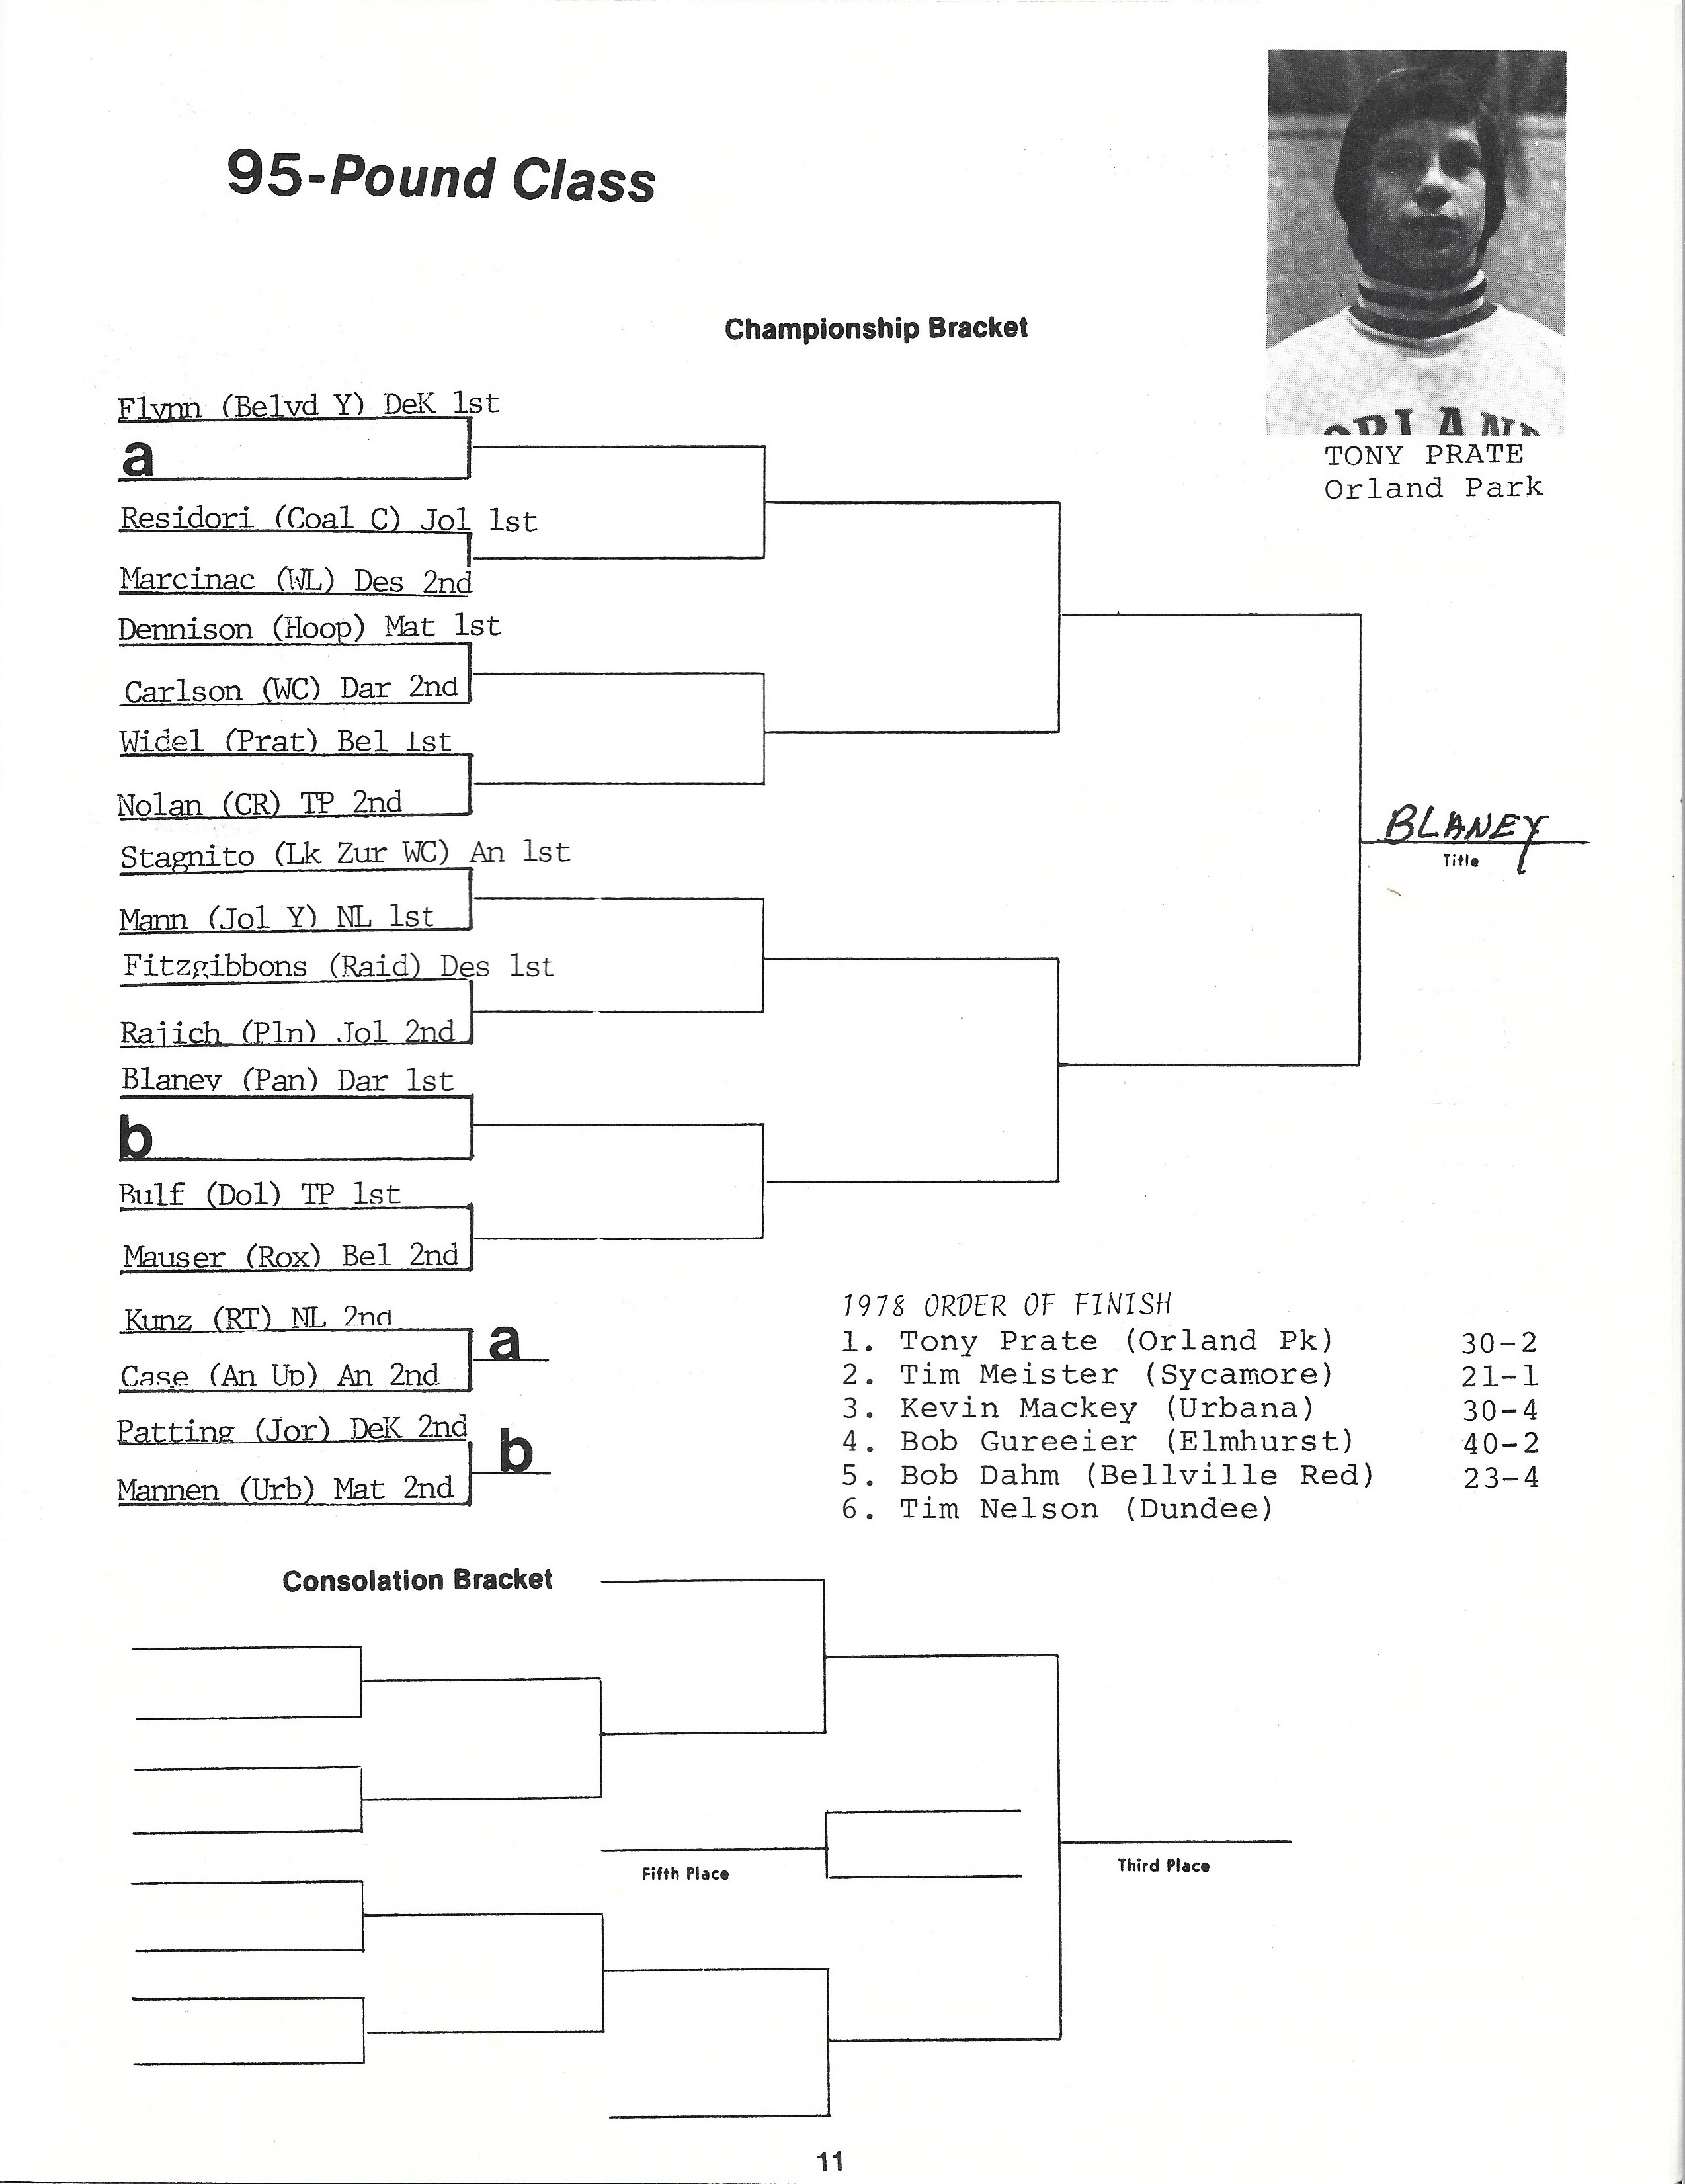 95-Pound Class
ORLAN
TONY PRATE
Orland Park
Championship Bracket
Flynn (Belvd Y) DeK 1st
a
Residori (Coal C) Jol 1st
Marcinac (WL) Des 2nd
Dennison (Hoop) Mat 1st
Carlson (WC) Dar 2nd
Widel (Prat) Bel 1st
Nolan (CR) TP 2nd
Stagnito (Lk Zur WC) An 1st
Mann (Jol Y) NL 1st
Fitzgibbons (Raid) Des 1st
Rajich (Pln) Jol 2nd
Blaney (Pan) Dar 1st
b
Bulf (Dol) TP 1st
Mauser (Rox) Bel 2nd
Kunz (RT) NL 2nd
a
Case (An Up) An 2nd
Patting (Jor) DeK 2nd
b
Mannen (Urb) Mat 2nd
BLANEY
Title
1978 ORDER OF FINISH
1. Tony Prate (Orland Pk) 30-2
2. Tim Meister (Sycamore) 21-1
3. Kevin Mackey (Urbana) 30-4
4. Bob Gureeier (Elmhurst) 40-2
5. Bob Dahm (Bellville Red) 23-4
6. Tim Nelson (Dundee)
Consolation Bracket
Fifth Place
Third Place
11